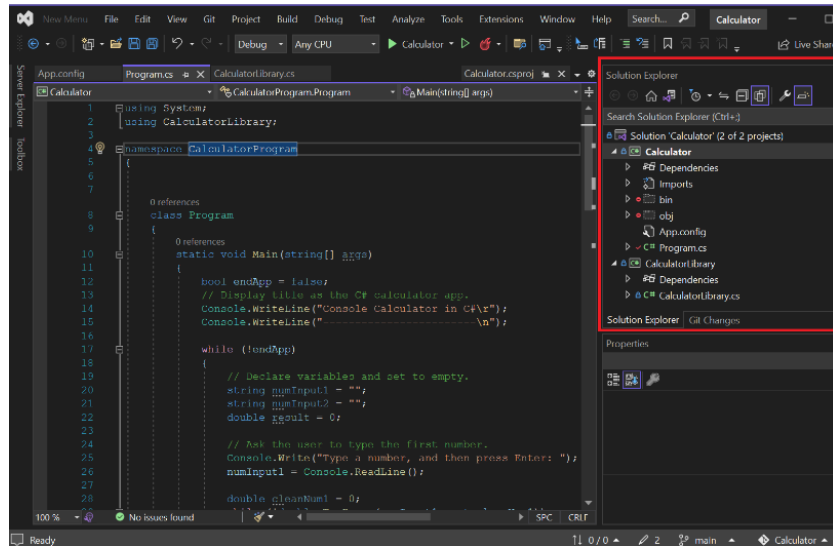 New Menu File Edit View Git Project Build Debug Test Analyze Tools Extensions Window Help Search... Calculator
Debug Any CPU Calculator Live Share
Server Explorer
Toolbox
App.config Program.cs CalculatorLibrary.cs Calculator.csproj
Calculator CalculatorProgram.Program Main(string[] args)
1 using System;
2 using CalculatorLibrary;
3
4 namespace CalculatorProgram
5 {
6
7
0 references
8 class Program
9 {
0 references
10 static void Main(string[] args)
11 {
12 bool endApp = false;
13 // Display title as the C# calculator app.
14 Console.WriteLine("Console Calculator in C#\r");
15 Console.WriteLine("------------------------\n");
16
17 while (!endApp)
18 {
19 // Declare variables and set to empty.
20 string numInput1 = "";
21 string numInput2 = "";
22 double result = 0;
23
24 // Ask the user to type the first number.
25 Console.Write("Type a number, and then press Enter: ");
26 numInput1 = Console.ReadLine();
27
28 double cleanNum1 = 0;
100 % No issues found SPC CRLF
Solution Explorer
Search Solution Explorer (Ctrl+;)
Solution 'Calculator' (2 of 2 projects)
Calculator
Dependencies
Imports
bin
obj
App.config
C# Program.cs
CalculatorLibrary
Dependencies
C# CalculatorLibrary.cs
Solution Explorer Git Changes
Properties
Ready 0 / 0 2 main Calculator